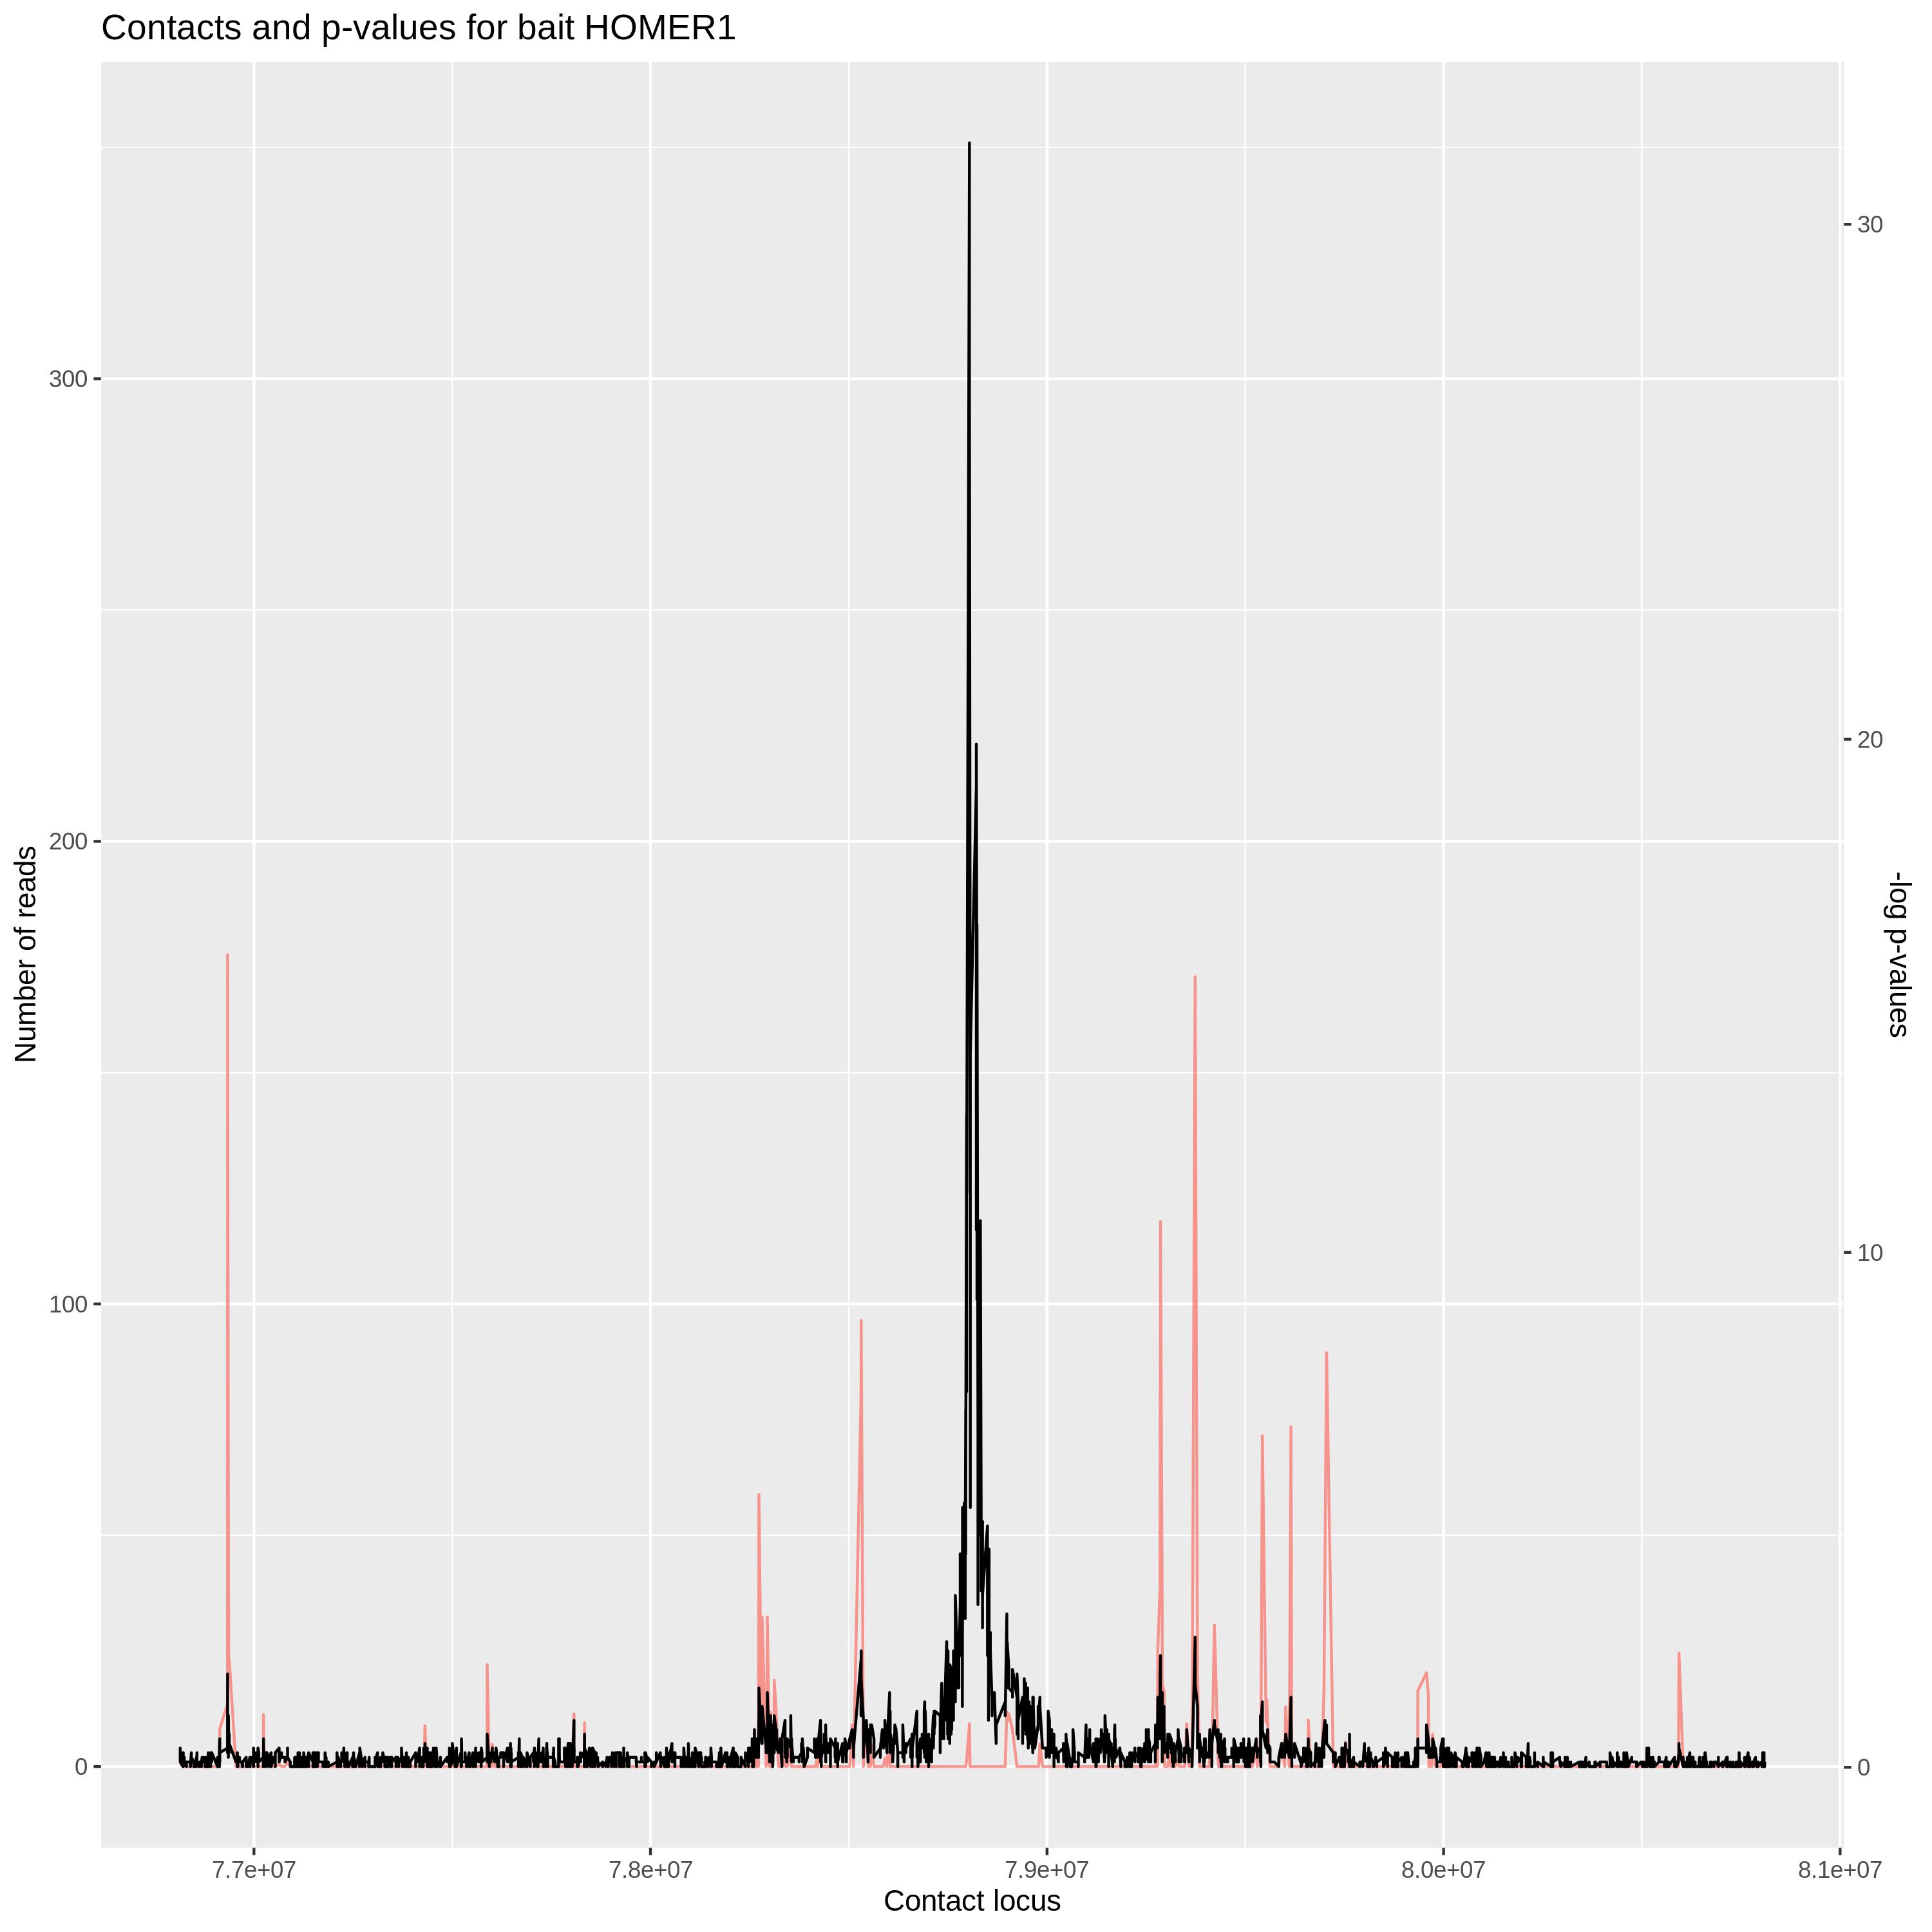 Contacts and p-values for bait HOMER1
300
200
100
0
Number of reads
30
20
10
0
-log p-values
7.7e+07
7.8e+07
7.9e+07
8.0e+07
8.1e+07
Contact locus